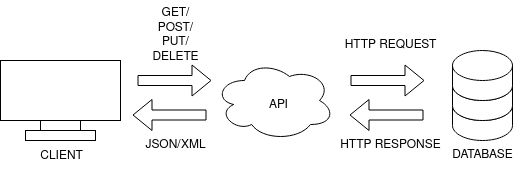 GET/
POST/
PUT/
DELETE
HTTP REQUEST
API
JSON/XML
HTTP RESPONSE
CLIENT
DATABASE